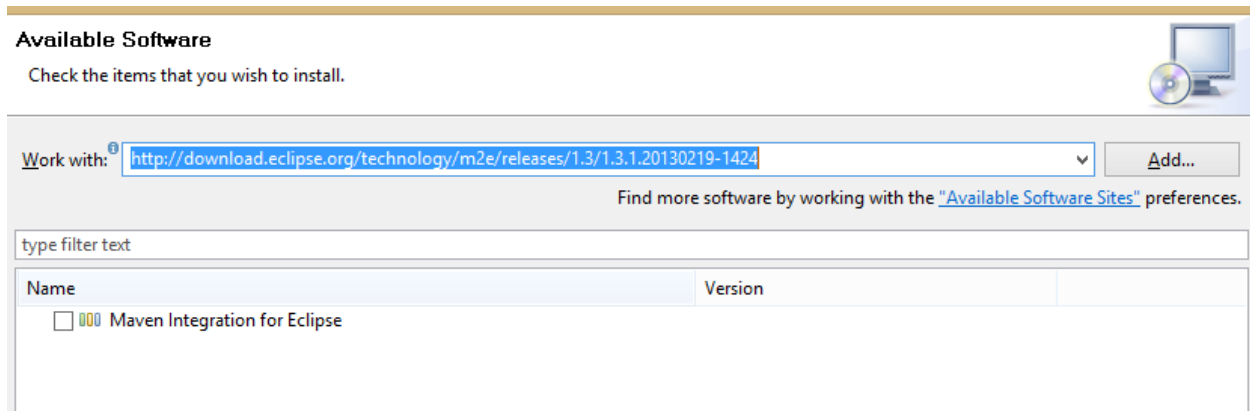 Available Software
Check the items that you wish to install.
Work with: http://download.eclipse.org/technology/m2e/releases/1.3/1.3.1.20130219-1424 Add...
Find more software by working with the "Available Software Sites" preferences.
type filter text
Name Version
Maven Integration for Eclipse